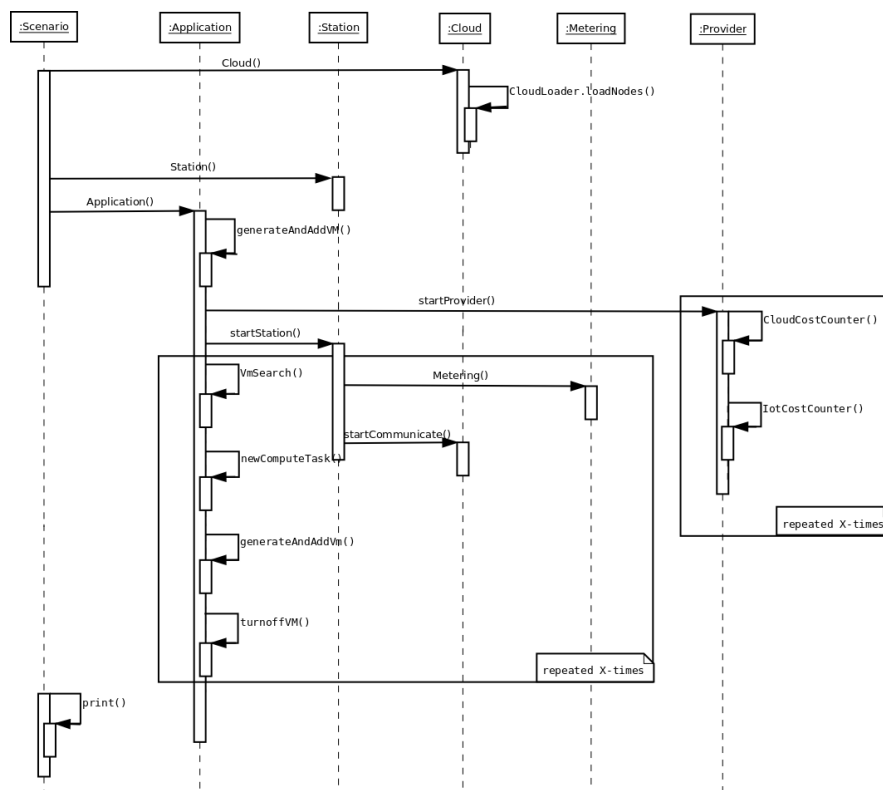 :Scenario
:Application
:Station
:Cloud
:Metering
:Provider
Cloud()
CloudLoader.loadNodes()
Station()
Application()
generateAndAddVM()
startProvider()
CloudCostCounter()
startStation()
VmSearch()
Metering()
IotCostCounter()
startCommunicate()
newComputeTask()
repeated X-times
generateAndAddVm()
turnoffVM()
repeated X-times
print()